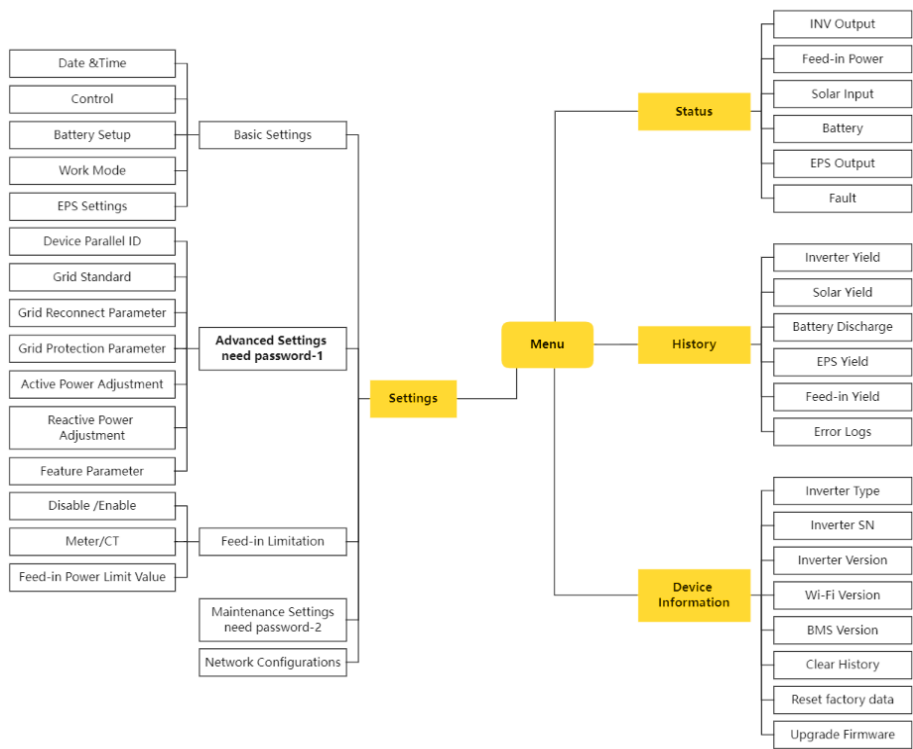 Menu
Status
INV Output
Feed-in Power
Solar Input
Battery
EPS Output
Fault
History
Inverter Yield
Solar Yield
Battery Discharge
EPS Yield
Feed-in Yield
Error Logs
Device
Information
Inverter Type
Inverter SN
Inverter Version
Wi-Fi Version
BMS Version
Clear History
Reset factory data
Upgrade Firmware
Settings
Basic Settings
Date &Time
Control
Battery Setup
Work Mode
EPS Settings
Advanced Settings
need password-1
Device Parallel ID
Grid Standard
Grid Reconnect Parameter
Grid Protection Parameter
Active Power Adjustment
Reactive Power
Adjustment
Feature Parameter
Feed-in Limitation
Disable /Enable
Meter/CT
Feed-in Power Limit Value
Maintenance Settings
need password-2
Network Configurations